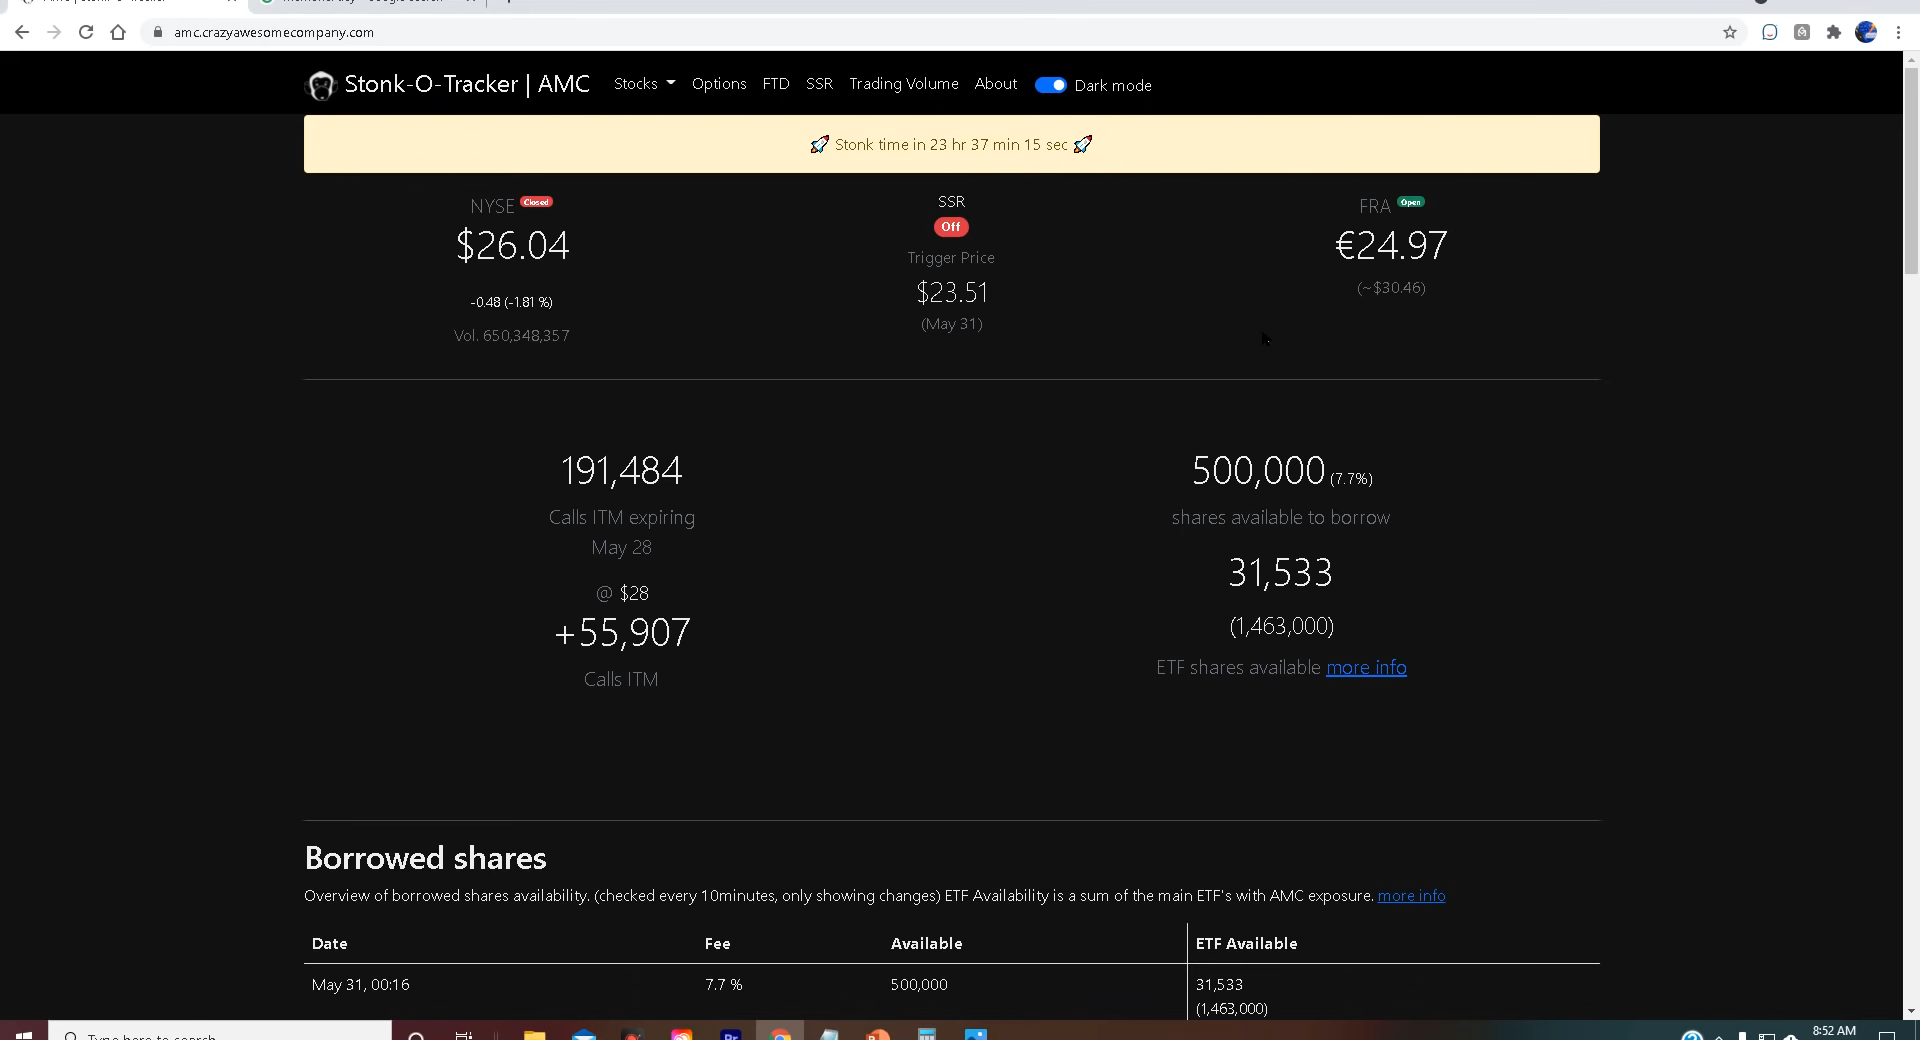 amc.crazyawesomecompany.com
Stonk-O-Tracker | AMC
Stocks Options FTD SSR Trading Volume About Dark mode
🚀 Stonk time in 23 hr 37 min 15 sec 🚀
NYSE Closed
$26.04
-0.48 (-1.81 %)
Vol. 650,348,357
SSR
Off
Trigger Price
$23.51
(May 31)
FRA Open
€24.97
(~$30.46)
191,484
Calls ITM expiring
May 28
@ $28
+55,907
Calls ITM
500,000 (7.7%)
shares available to borrow
31,533
(1,463,000)
ETF shares available more info
Borrowed shares
Overview of borrowed shares availability. (checked every 10minutes, only showing changes) ETF Availability is a sum of the main ETF's with AMC exposure. more info
Date Fee Available ETF Available
May 31, 00:16 7.7 % 500,000 31,533
(1,463,000)
Type here to search
8:52 AM